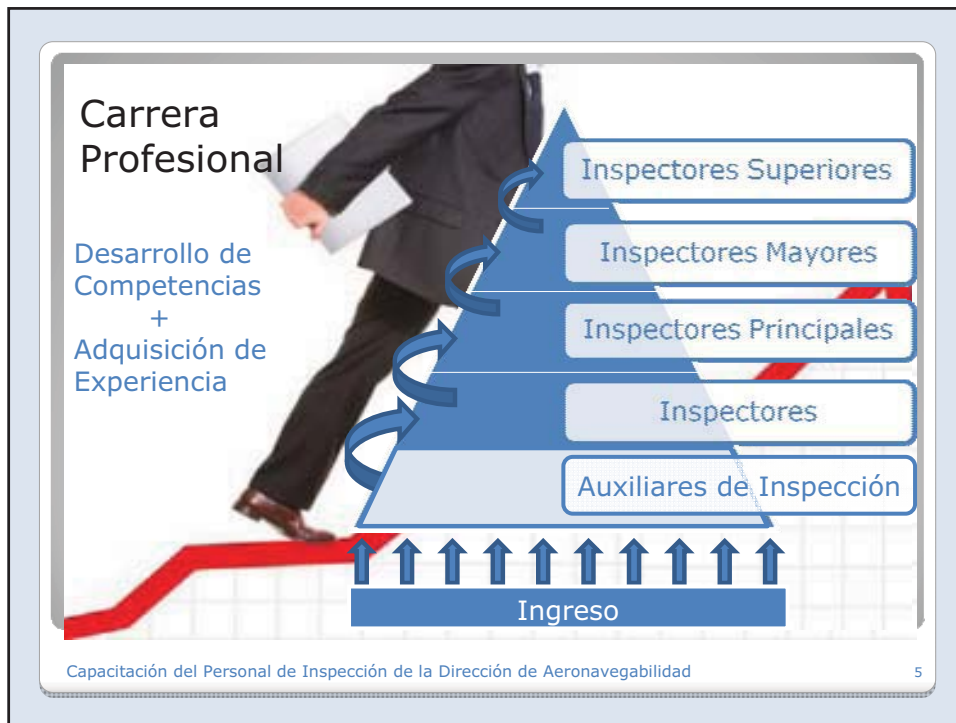 Carrera
Profesional
Desarrollo de
Competencias
+
Adquisición de
Experiencia
Inspectores Superiores
Inspectores Mayores
Inspectores Principales
Inspectores
Auxiliares de Inspección
Ingreso
Capacitación del Personal de Inspección de la Dirección de Aeronavegabilidad
5